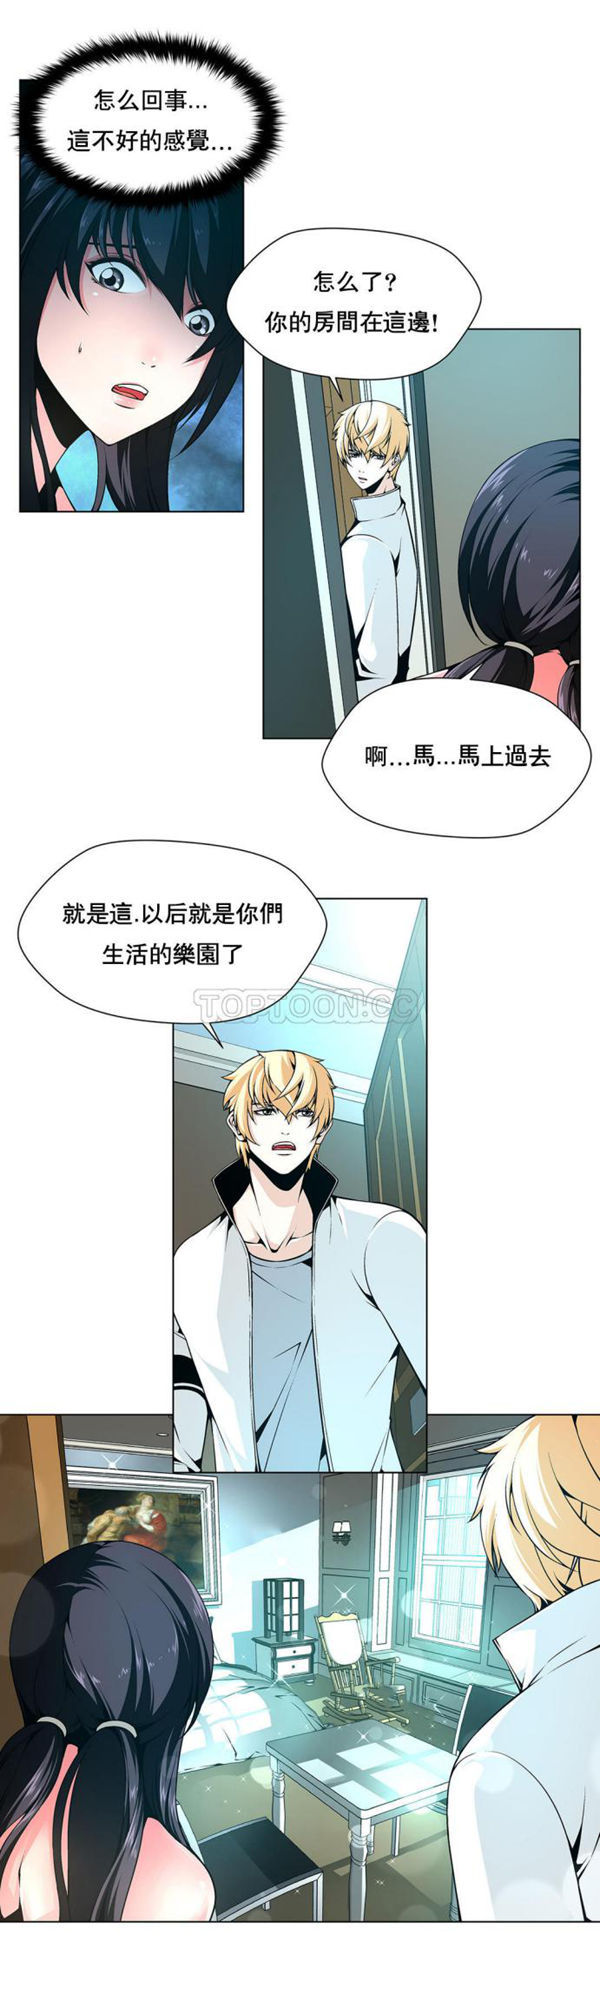 怎么回事...
這不好的感覺...
怎么了?
你的房間在這邊!
啊...馬...馬上過去
就是這.以后就是你們
生活的樂園了
TOPTOON.CC